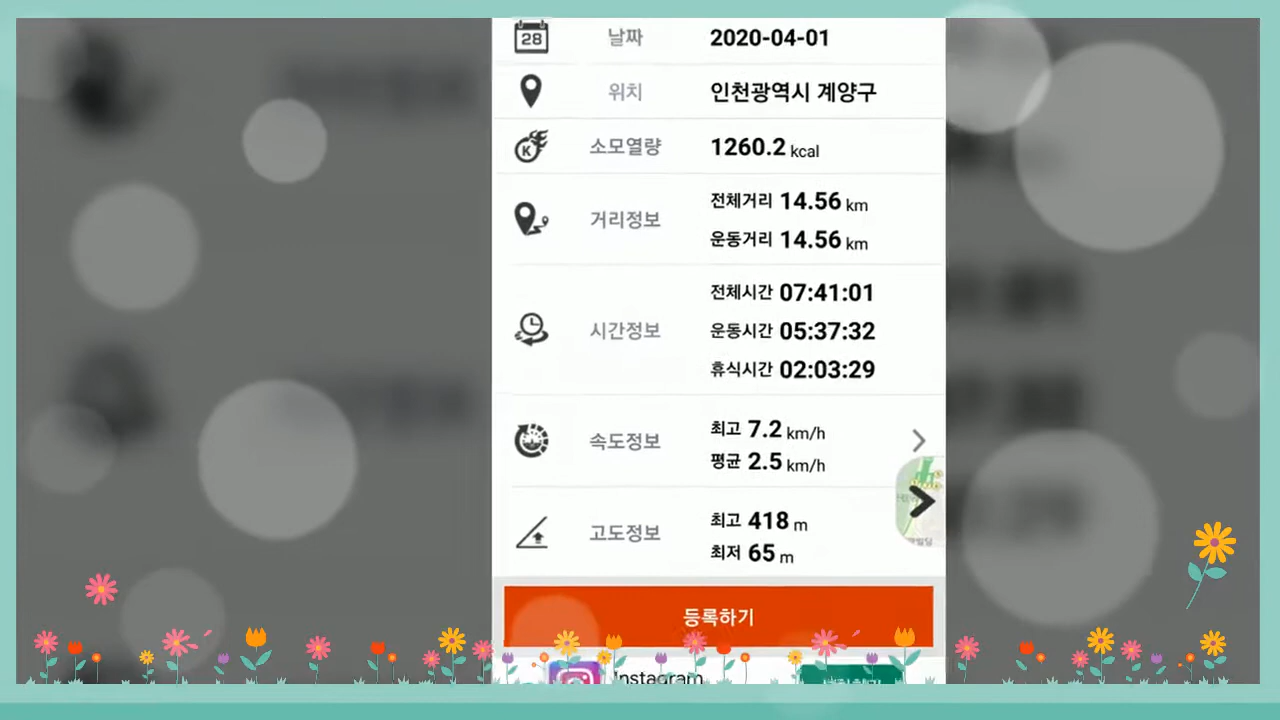 28
날짜
2020-04-01
위치
인천광역시 계양구
K
소모열량
1260.2 kcal
거리정보
전체거리 14.56 km
운동거리 14.56 km
시간정보
전체시간 07:41:01
운동시간 05:37:32
휴식시간 02:03:29
속도정보
최고 7.2 km/h
평균 2.5 km/h
고도정보
최고 418 m
최저 65 m
등록하기
Instagram